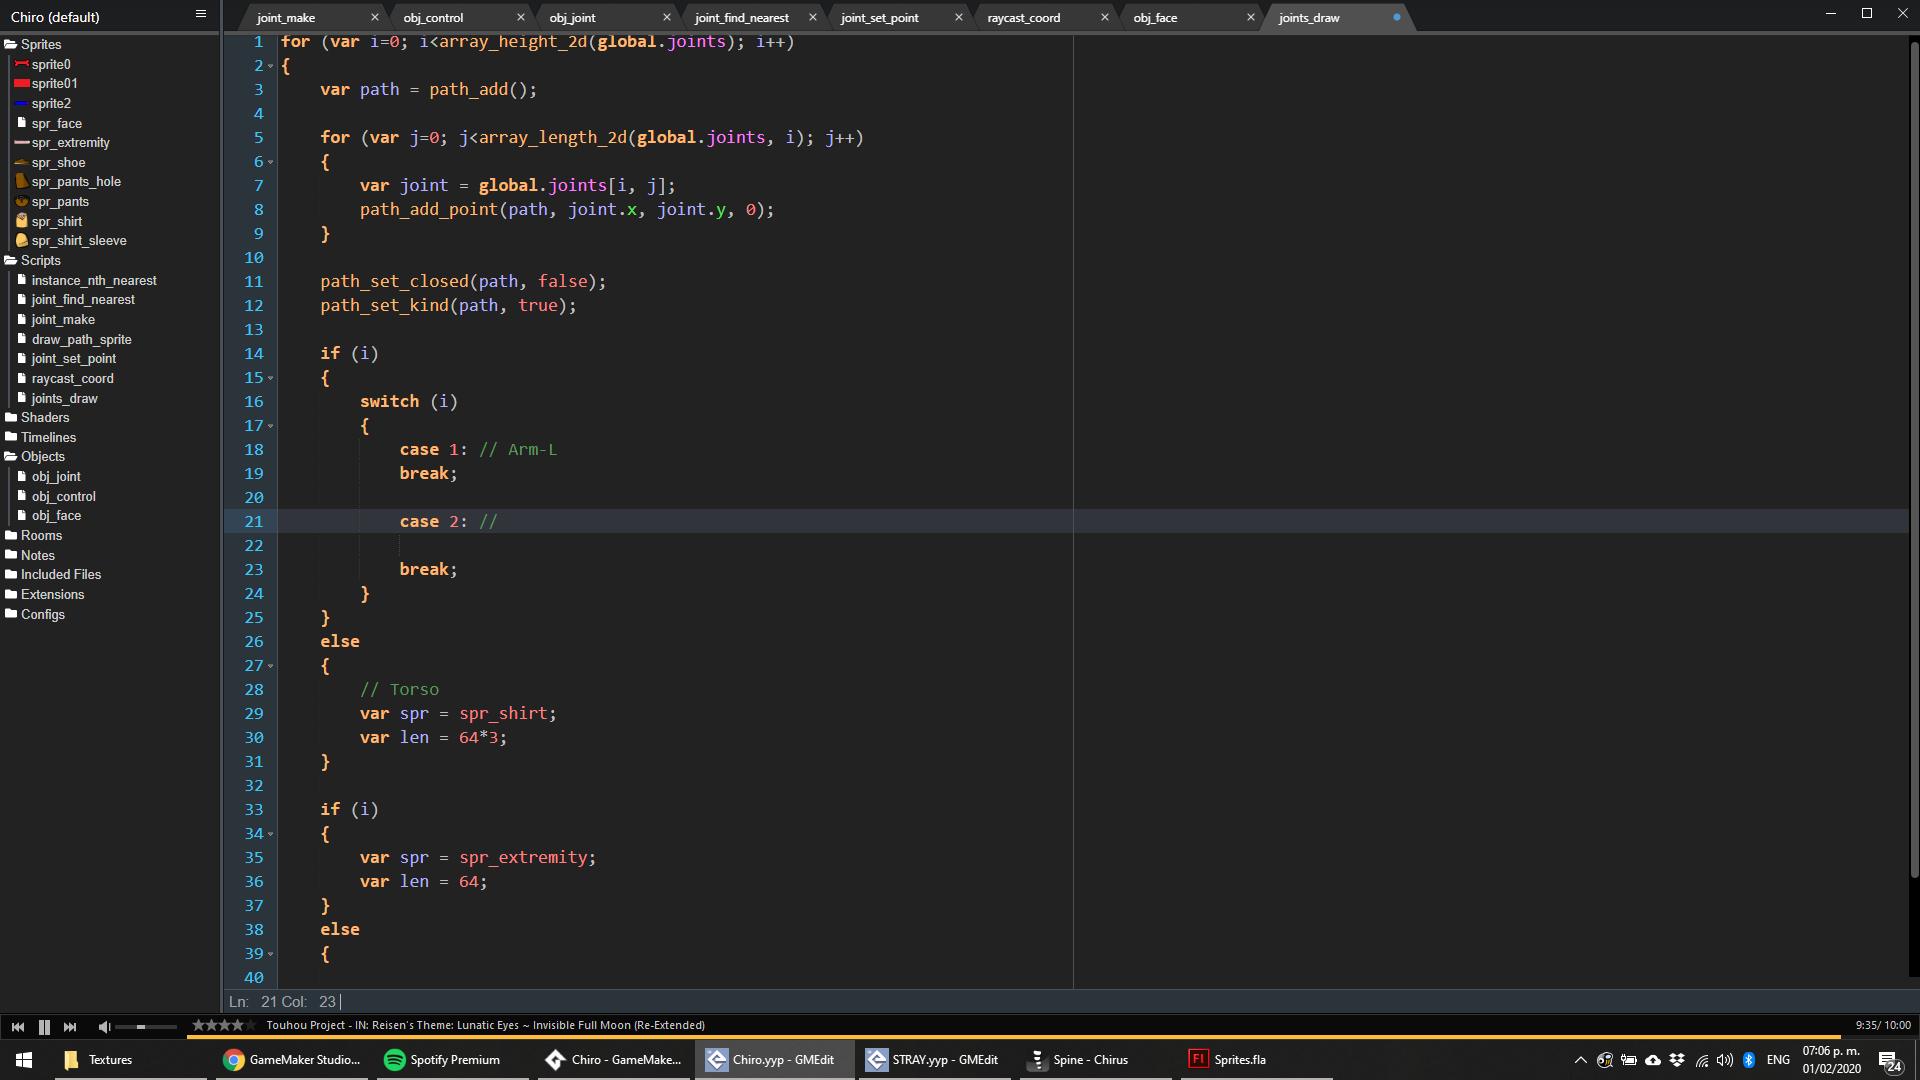 Chiro (default)
joint_make
obj_control
obj_joint
joint_find_nearest
joint_set_point
raycast_coord
obj_face
joints_draw
Sprites
sprite0
sprite01
sprite2
spr_face
spr_extremity
spr_shoe
spr_pants_hole
spr_pants
spr_shirt
spr_shirt_sleeve
Scripts
instance_nth_nearest
joint_find_nearest
joint_make
draw_path_sprite
joint_set_point
raycast_coord
joints_draw
Shaders
Timelines
Objects
obj_joint
obj_control
obj_face
Rooms
Notes
Included Files
Extensions
Configs
1 for (var i=0; i<array_height_2d(global.joints); i++)
2 {
3 var path = path_add();
4
5 for (var j=0; j<array_length_2d(global.joints, i); j++)
6 {
7 var joint = global.joints[i, j];
8 path_add_point(path, joint.x, joint.y, 0);
9 }
10
11 path_set_closed(path, false);
12 path_set_kind(path, true);
13
14 if (i)
15 {
16 switch (i)
17 {
18 case 1: // Arm-L
19 break;
20
21 case 2: //
22
23 break;
24 }
25 }
26 else
27 {
28 // Torso
29 var spr = spr_shirt;
30 var len = 64*3;
31 }
32
33 if (i)
34 {
35 var spr = spr_extremity;
36 var len = 64;
37 }
38 else
39 {
40
Ln: 21 Col: 23
Touhou Project - IN: Reisen's Theme: Lunatic Eyes ~ Invisible Full Moon (Re-Extended)
9:35/ 10:00
Textures
GameMaker Studio...
Spotify Premium
Chiro - GameMake...
Chiro.yyp - GMEdit
STRAY.yyp - GMEdit
Spine - Chirus
Fl
Sprites.fla
ENG
07:06 p. m.
01/02/2020
24